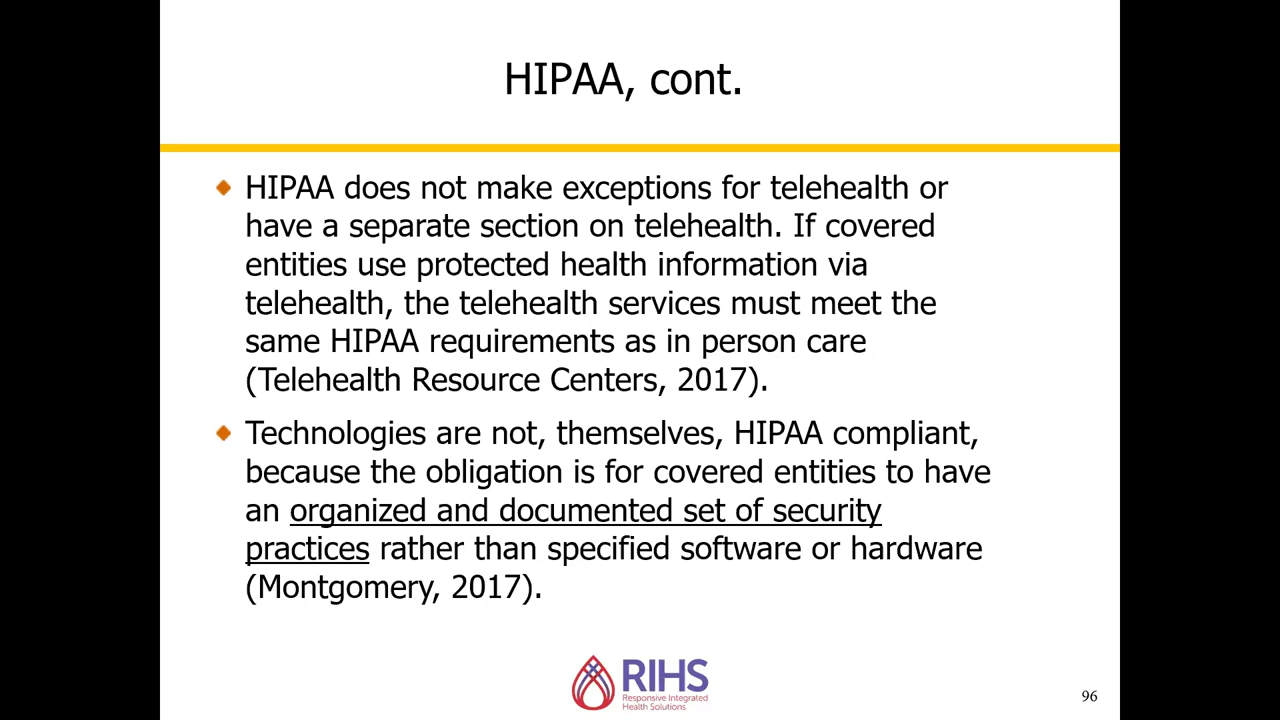 HIPAA, cont.
HIPAA does not make exceptions for telehealth or
have a separate section on telehealth. If covered
entities use protected health information via
telehealth, the telehealth services must meet the
same HIPAA requirements as in person care
(Telehealth Resource Centers, 2017).
Technologies are not, themselves, HIPAA compliant,
because the obligation is for covered entities to have
an organized and documented set of security
practices rather than specified software or hardware
(Montgomery, 2017).
RIHS
Responsive Integrated
Health Solutions
96